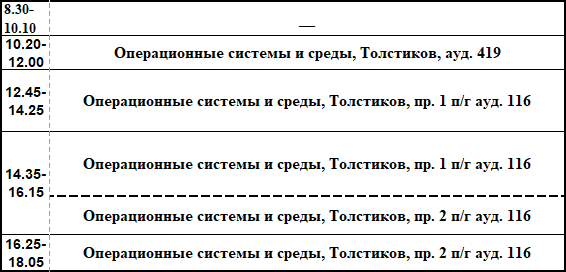 8.30-
10.10
—
10.20-
12.00
Операционные системы и среды, Толстиков, ауд. 419
12.45-
14.25
Операционные системы и среды, Толстиков, пр. 1 п/г ауд. 116
14.35-
16.15
Операционные системы и среды, Толстиков, пр. 1 п/г ауд. 116
Операционные системы и среды, Толстиков, пр. 2 п/г ауд. 116
16.25-
18.05
Операционные системы и среды, Толстиков, пр. 2 п/г ауд. 116